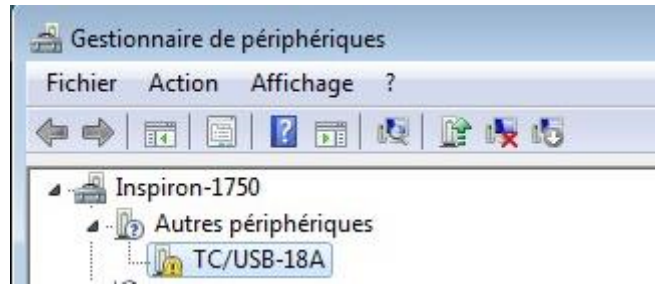 Gestionnaire de périphériques
Fichier Action Affichage ?
Inspiron-1750
Autres périphériques
TC/USB-18A